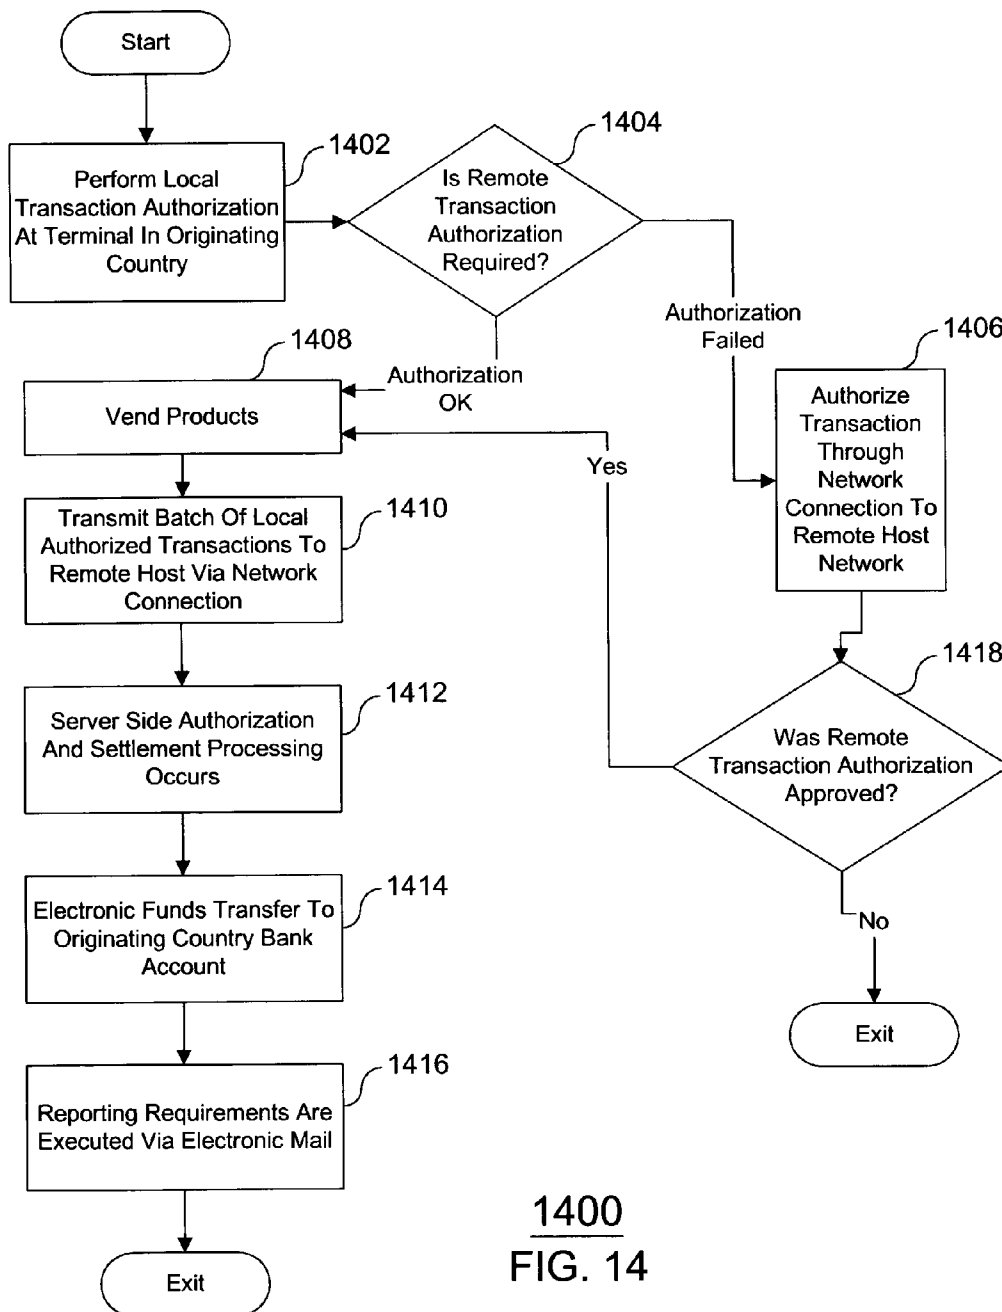 Start
1402
Perform Local
Transaction Authorization
At Terminal In Originating
Country
1404
Is Remote
Transaction
Authorization
Required?
Authorization
Failed
Authorization
OK
1406
Authorize
Transaction
Through
Network
Connection To
Remote Host
Network
1408
Vend Products
Yes
1410
Transmit Batch Of Local
Authorized Transactions To
Remote Host Via Network
Connection
1418
Was Remote
Transaction Authorization
Approved?
No
Exit
1412
Server Side Authorization
And Settlement Processing
Occurs
1414
Electronic Funds Transfer To
Originating Country Bank
Account
1416
Reporting Requirements Are
Executed Via Electronic Mail
Exit
1400
FIG. 14